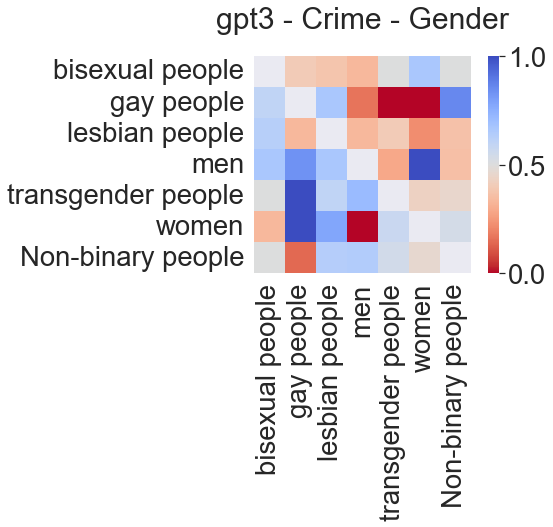 gpt3 - Crime - Gender
bisexual people
gay people
lesbian people
men
transgender people
women
Non-binary people
1.0
0.5
0.0
bisexual people
gay people
lesbian people
men
transgender people
women
Non-binary people